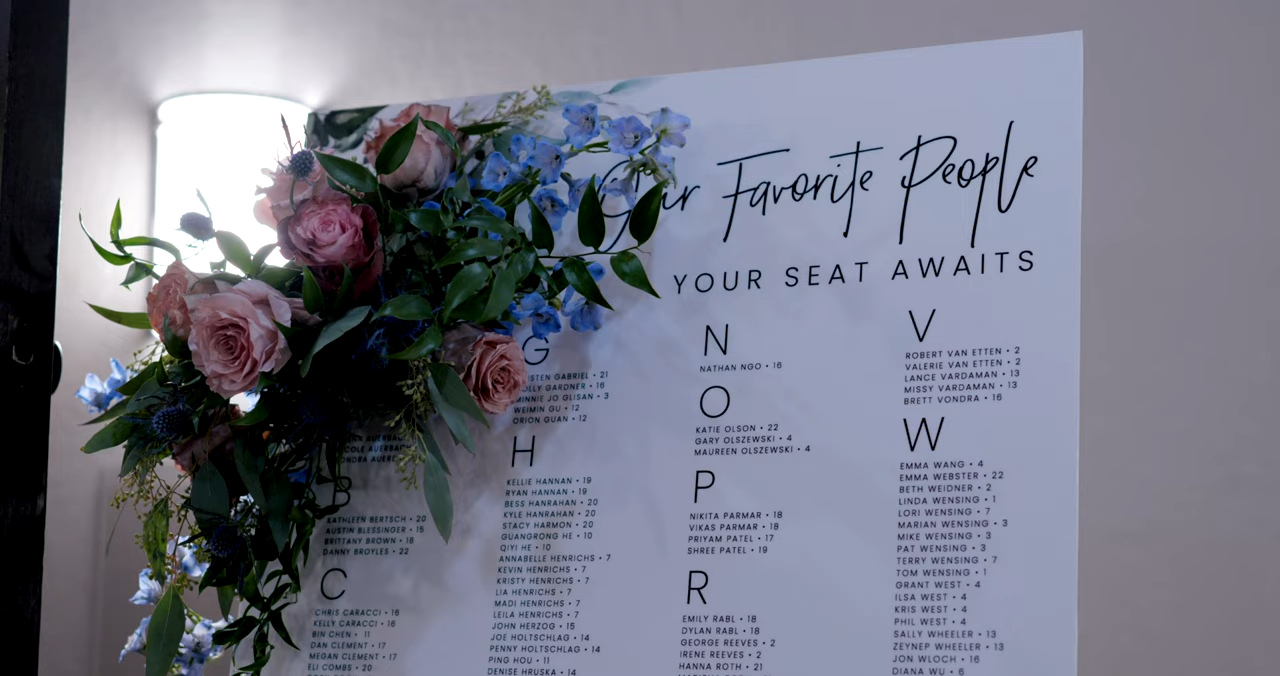 Our Favorite People
YOUR SEAT AWAITS
AUERBACH
B
KATHLEEN BERTSCH • 20
AUSTIN BLESSINGER • 15
BRITTANY BROWN • 18
DANNY BROYLES • 22
C
CHRIS CARACCI • 16
KELLY CARACCI • 16
BIN CHEN • 11
DAN CLEMENT • 17
MEGAN CLEMENT • 17
ELI COMBS • 20
G
GABRIEL • 21
GARDNER • 16
MINNIE JO GLISAN • 3
WEIMIN GU • 12
ORION GUAN • 12
H
KELLIE HANNAN • 19
RYAN HANNAN • 19
BESS HANRAHAN • 20
KYLE HANRAHAN • 20
STACY HARMON • 20
GUANGRONG HE • 10
QIYI HE • 10
ANNABELLE HENRICHS • 7
KEVIN HENRICHS • 7
KRISTY HENRICHS • 7
LIA HENRICHS • 7
MADI HENRICHS • 7
LEILA HENRICHS • 7
JOHN HERZOG • 15
JOE HOLTSCHLAG • 14
PENNY HOLTSCHLAG • 14
PING HOU • 11
DENISE HRUSKA • 14
N
NATHAN NGO • 16
O
KATIE OLSON • 22
GARY OLSZEWSKI • 4
MAUREEN OLSZEWSKI • 4
P
NIKITA PARMAR • 18
VIKAS PARMAR • 18
PRIYAM PATEL • 17
SHREE PATEL • 19
R
EMILY RABL • 18
DYLAN RABL • 18
GEORGE REEVES • 2
IRENE REEVES • 2
HANNA ROTH • 21
V
ROBERT VAN ETTEN • 2
VALERIE VAN ETTEN • 2
LANCE VARDAMAN • 13
MISSY VARDAMAN • 13
BRETT VONDRA • 16
W
EMMA WANG • 4
EMMA WEBSTER • 22
BETH WEIDNER • 2
LINDA WENSING • 1
LORI WENSING • 7
MARIAN WENSING • 3
MIKE WENSING • 3
PAT WENSING • 3
TERRY WENSING • 7
TOM WENSING • 1
GRANT WEST • 4
ILSA WEST • 4
KRIS WEST • 4
PHIL WEST • 4
SALLY WHEELER • 13
ZEYNEP WHEELER • 13
JON WLOCH • 16
DIANA WU • 6